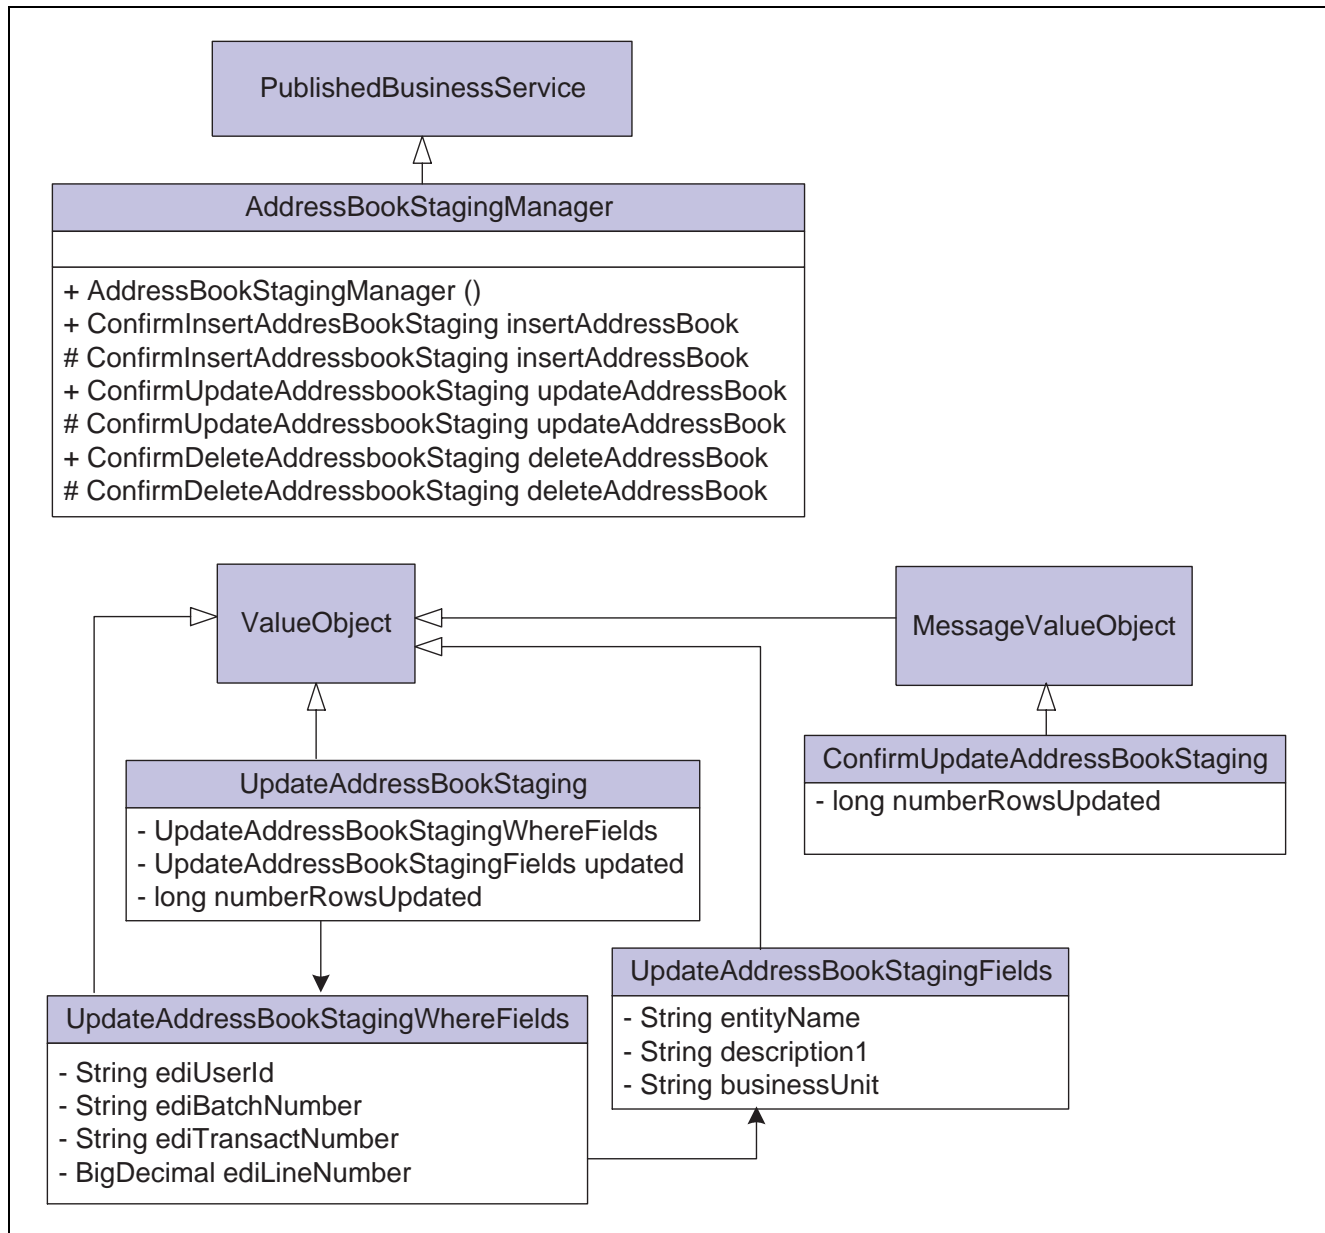 PublishedBusinessService
AddressBookStagingManager
+ AddressBookStagingManager ()
+ ConfirmInsertAddresBookStaging insertAddressBook
# ConfirmInsertAddressbookStaging insertAddressBook
+ ConfirmUpdateAddressbookStaging updateAddressBook
# ConfirmUpdateAddressbookStaging updateAddressBook
+ ConfirmDeleteAddressbookStaging deleteAddressBook
# ConfirmDeleteAddressbookStaging deleteAddressBook
ValueObject
MessageValueObject
UpdateAddressBookStaging
- UpdateAddressBookStagingWhereFields
- UpdateAddressBookStagingFields updated
- long numberRowsUpdated
ConfirmUpdateAddressBookStaging
- long numberRowsUpdated
UpdateAddressBookStagingWhereFields
- String ediUserId
- String ediBatchNumber
- String ediTransactNumber
- BigDecimal ediLineNumber
UpdateAddressBookStagingFields
- String entityName
- String description1
- String businessUnit